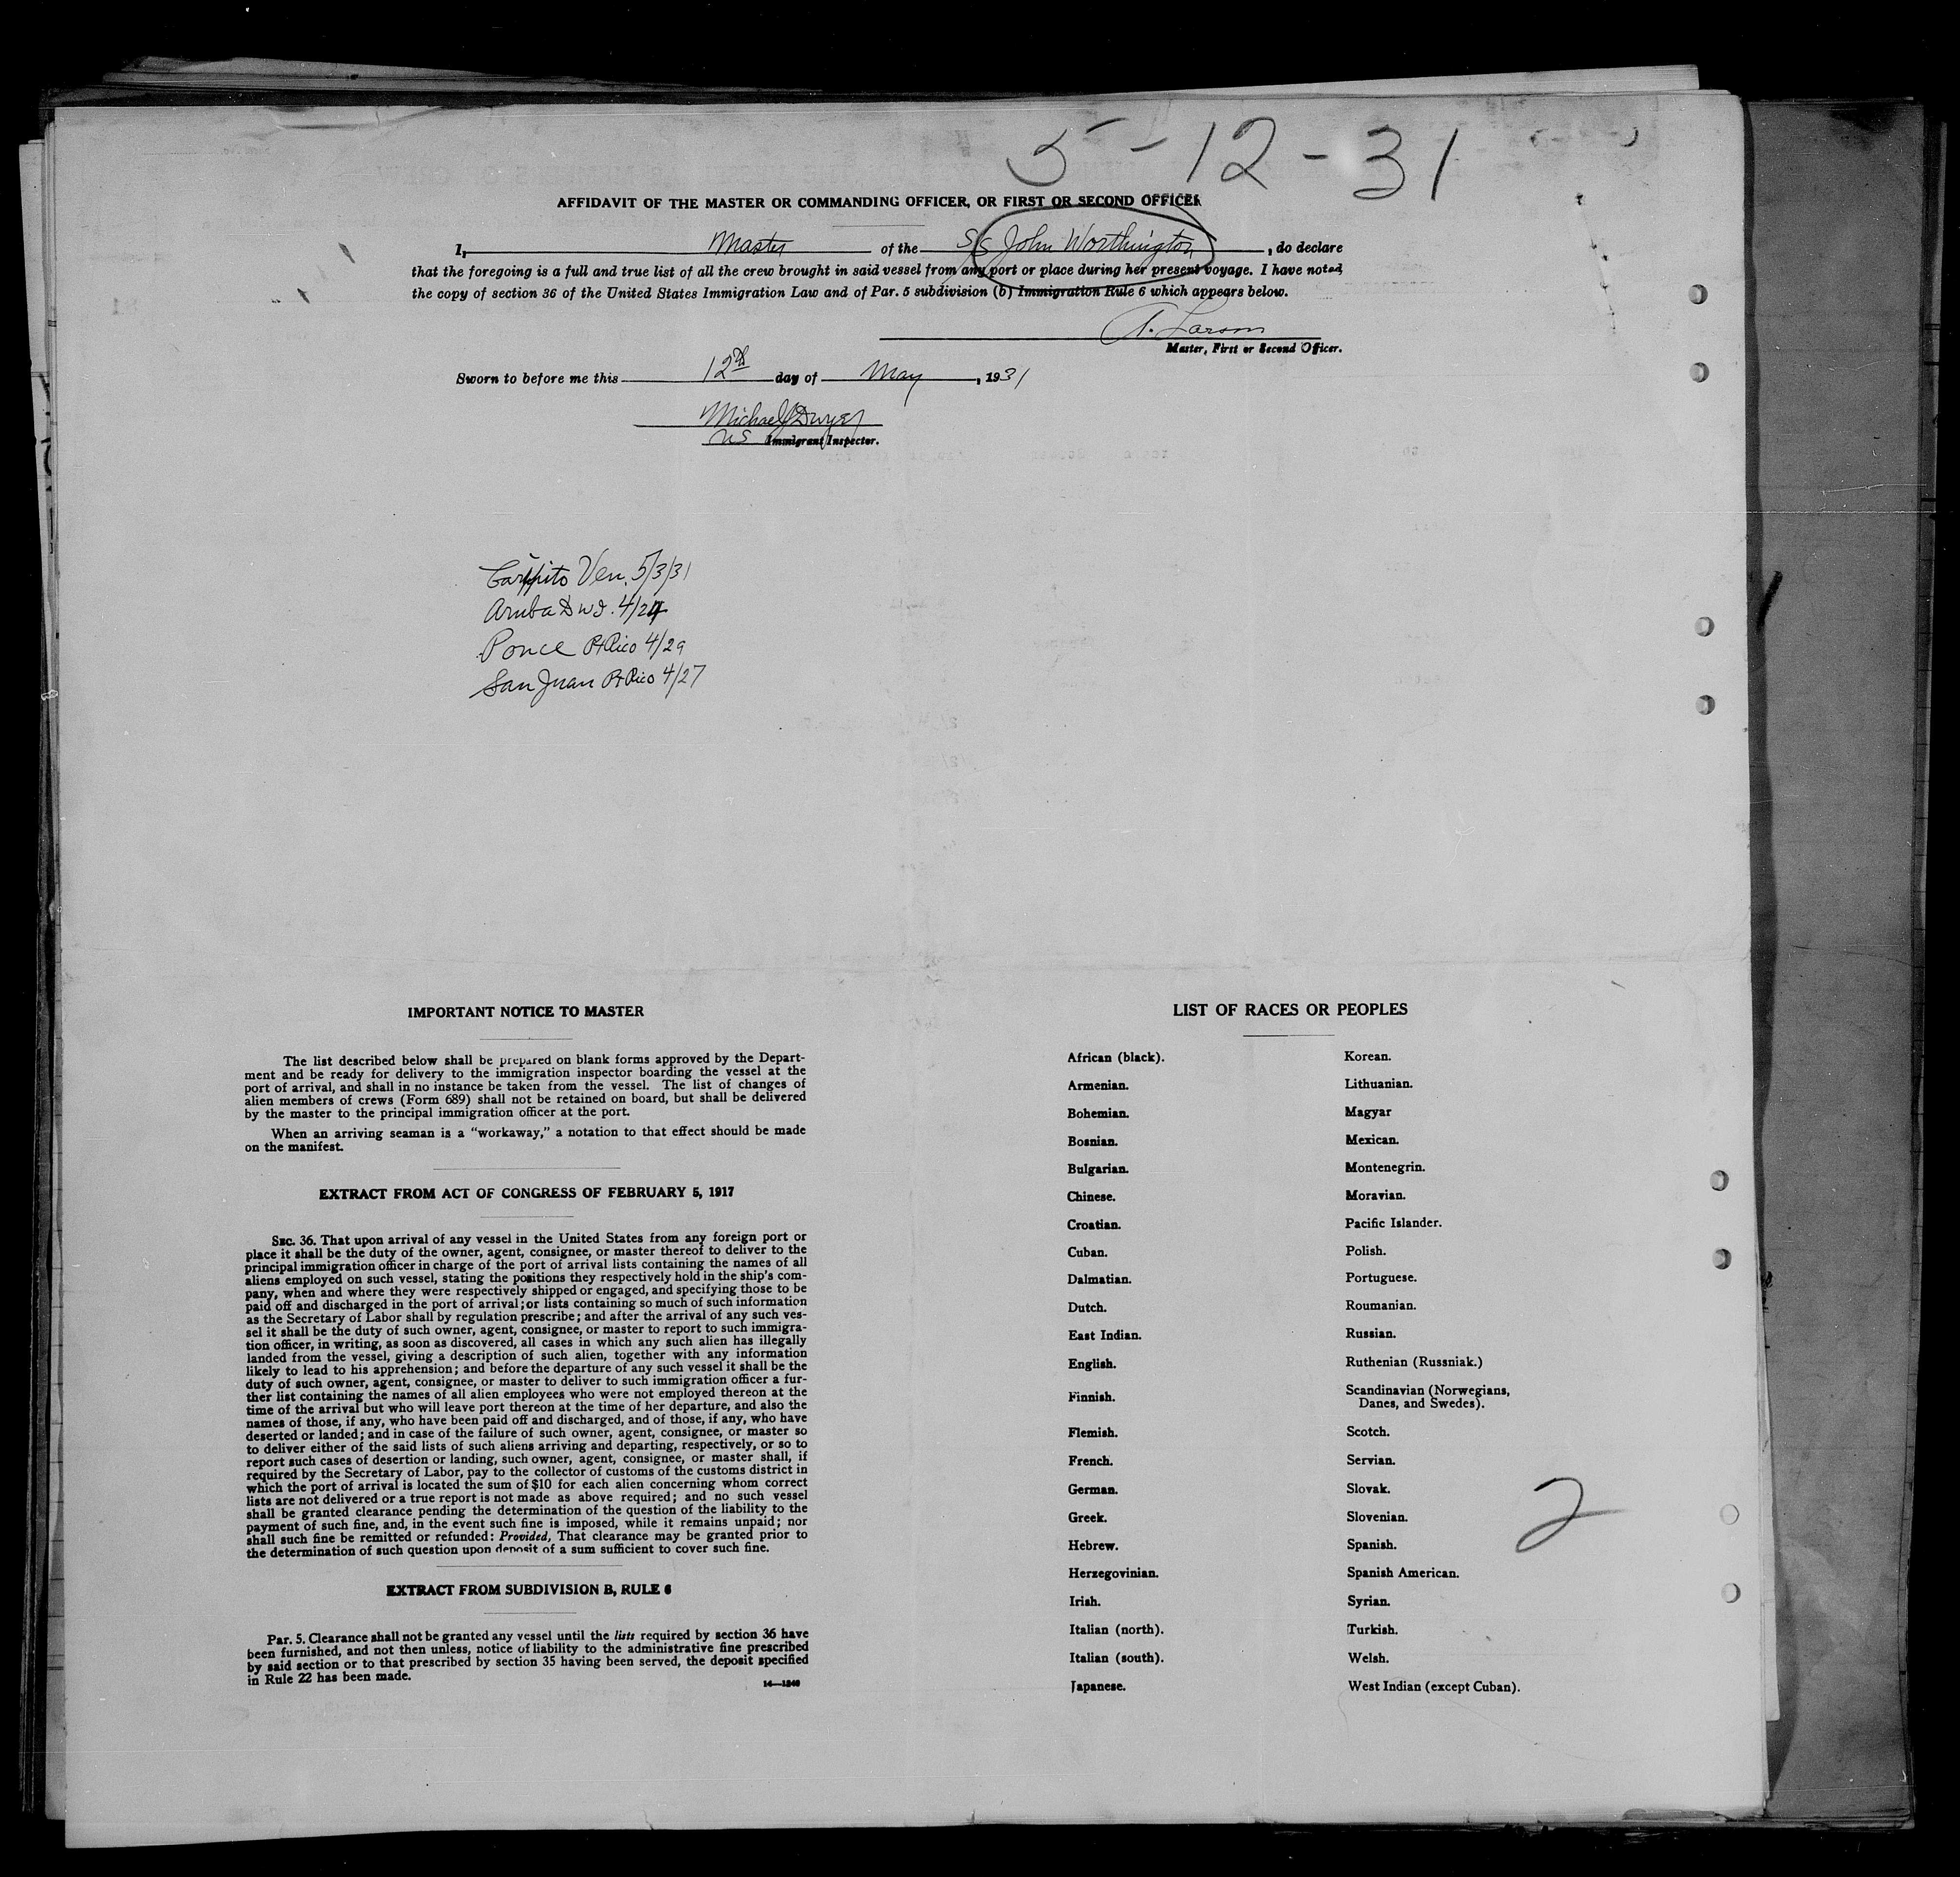 5-12-31
AFFIDAVIT OF THE MASTER OR COMMANDING OFFICER, OR FIRST OR SECOND OFFICER
I, Master of the S/S John Worthington, do declare
that the foregoing is a full and true list of all the crew brought in said vessel from any port or place during her present voyage. I have noted
the copy of section 36 of the United States Immigration Law and of Par. 5 subdivision (b) Immigration Rule 6 which appears below.
A. Larson
Master, First or Second Officer.
Sworn to before me this 12th day of May, 1931
Michael J Dwyer
US Immigrant Inspector.
Ven. 5/3/31
Aruba DWI. 4/24
Ponce Pt Rico 4/29
San Juan Pt Rico 4/27
IMPORTANT NOTICE TO MASTER
The list described below shall be prepared on blank forms approved by the Depart-
ment and be ready for delivery to the immigration inspector boarding the vessel at the
port of arrival, and shall in no instance be taken from the vessel. The list of changes of
alien members of crews (Form 689) shall not be retained on board, but shall be delivered
by the master to the principal immigration officer at the port.
When an arriving seaman is a "workaway," a notation to that effect should be made
on the manifest.
EXTRACT FROM ACT OF CONGRESS OF FEBRUARY 5, 1917
SEC. 36. That upon arrival of any vessel in the United States from any foreign port or
place it shall be the duty of the owner, agent, consignee, or master thereof to deliver to the
principal immigration officer in charge of the port of arrival lists containing the names of all
aliens employed on such vessel, stating the positions they respectively hold in the ship's com-
pany, when and where they were respectively shipped or engaged, and specifying those to be
paid off and discharged in the port of arrival; or lists containing so much of such information
as the Secretary of Labor shall by regulation prescribe; and after the arrival of any such ves-
sel it shall be the duty of such owner, agent, consignee, or master to report to such immigra-
tion officer, in writing, as soon as discovered, all cases in which any such alien has illegally
landed from the vessel, giving a description of such alien, together with any information
likely to lead to his apprehension; and before the departure of any such vessel it shall be the
duty of such owner, agent, consignee, or master to deliver to such immigration officer a fur-
ther list containing the names of all alien employees who were not employed thereon at the
time of the arrival but who will leave port thereon at the time of her departure, and also the
names of those, if any, who have been paid off and discharged, and of those, if any, who have
deserted or landed; and in case of the failure of such owner, agent, consignee, or master so
to deliver either of the said lists of such aliens arriving and departing, respectively, or so to
report such cases of desertion or landing, such owner, agent, consignee, or master shall, if
required by the Secretary of Labor, pay to the collector of customs of the customs district in
which the port of arrival is located the sum of $10 for each alien concerning whom correct
lists are not delivered or a true report is not made as above required; and no such vessel
shall be granted clearance pending the determination of the question of the liability to the
payment of such fine, and, in the event such fine is imposed, while it remains unpaid; nor
shall such fine be remitted or refunded: Provided, That clearance may be granted prior to
the determination of such question upon deposit of a sum sufficient to cover such fine.
EXTRACT FROM SUBDIVISION B, RULE 6
Par. 5. Clearance shall not be granted any vessel until the lists required by section 36 have
been furnished, and not then unless, notice of liability to the administrative fine prescribed
by said section or to that prescribed by section 35 having been served, the deposit specified
in Rule 22 has been made.
14—1240
LIST OF RACES OR PEOPLES
African (black).
Armenian.
Bohemian.
Bosnian.
Bulgarian.
Chinese.
Croatian.
Cuban.
Dalmatian.
Dutch.
East Indian.
English.
Finnish.
Flemish.
French.
German.
Greek.
Hebrew.
Herzegovinian.
Irish.
Italian (north).
Italian (south).
Japanese.
Korean.
Lithuanian.
Magyar
Mexican.
Montenegrin.
Moravian.
Pacific Islander.
Polish.
Portuguese.
Roumanian.
Russian.
Ruthenian (Russniak.)
Scandinavian (Norwegians,
Danes, and Swedes).
Scotch.
Servian.
Slovak.
Slovenian.
Spanish.
Spanish American.
Syrian.
Turkish.
Welsh.
West Indian (except Cuban).
2